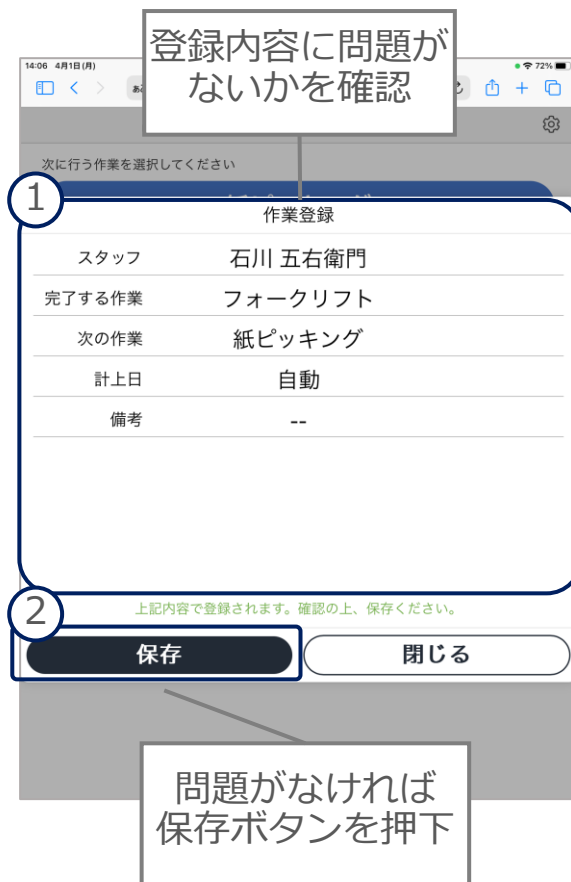 登録内容に問題が
ないかを確認
14:06 4月1日(月)
72%
次に行う作業を選択してください
1
作業登録
スタッフ 石川 五右衛門
完了する作業 フォークリフト
次の作業 紙ピッキング
計上日 自動
備考 --
2
上記内容で登録されます。確認の上、保存ください。
保存 閉じる
問題がなければ
保存ボタンを押下